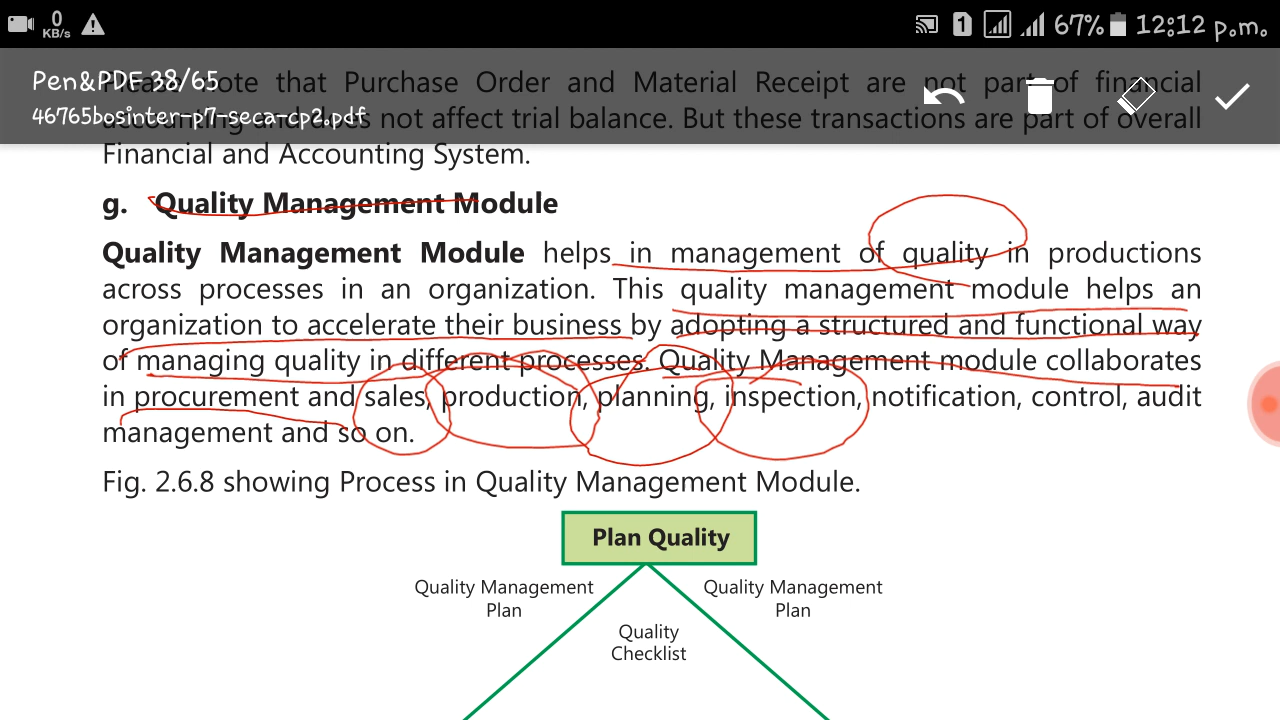 0
KB/s
1
67%
12:12 p.m.
Pen&PDF 38/65
46765bosinter-p7-seca-cp2.pdf
note that Purchase Order and Material Receipt are not part of financial
not affect trial balance. But these transactions are part of overall
Financial and Accounting System.
g. Quality Management Module
Quality Management Module helps in management of quality in productions
across processes in an organization. This quality management module helps an
organization to accelerate their business by adopting a structured and functional way
of managing quality in different processes. Quality Management module collaborates
in procurement and sales, production, planning, inspection, notification, control, audit
management and so on.
Fig. 2.6.8 showing Process in Quality Management Module.
Plan Quality
Quality Management
Plan
Quality Management
Plan
Quality
Checklist